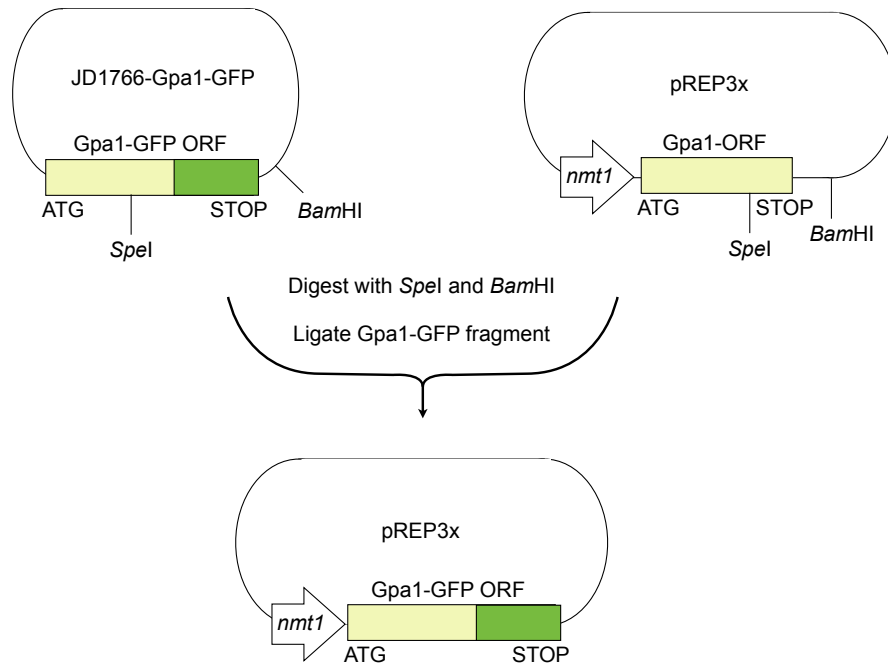 JD1766-Gpa1-GFP
Gpa1-GFP ORF
ATG
STOP
SpeI
BamHI
pREP3x
Gpa1-ORF
nmt1
ATG
STOP
SpeI
BamHI
Digest with SpeI and BamHI
Ligate Gpa1-GFP fragment
pREP3x
Gpa1-GFP ORF
nmt1
ATG
STOP